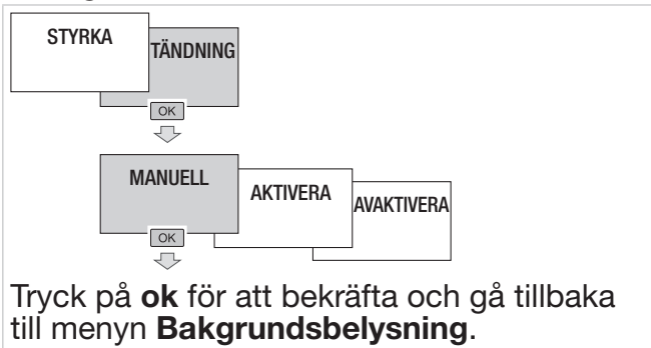 STYRKA
TÄNDNING
OK
MANUELL
AKTIVERA
AVAKTIVERA
OK
Tryck på ok för att bekräfta och gå tillbaka
till menyn Bakgrundsbelysning.